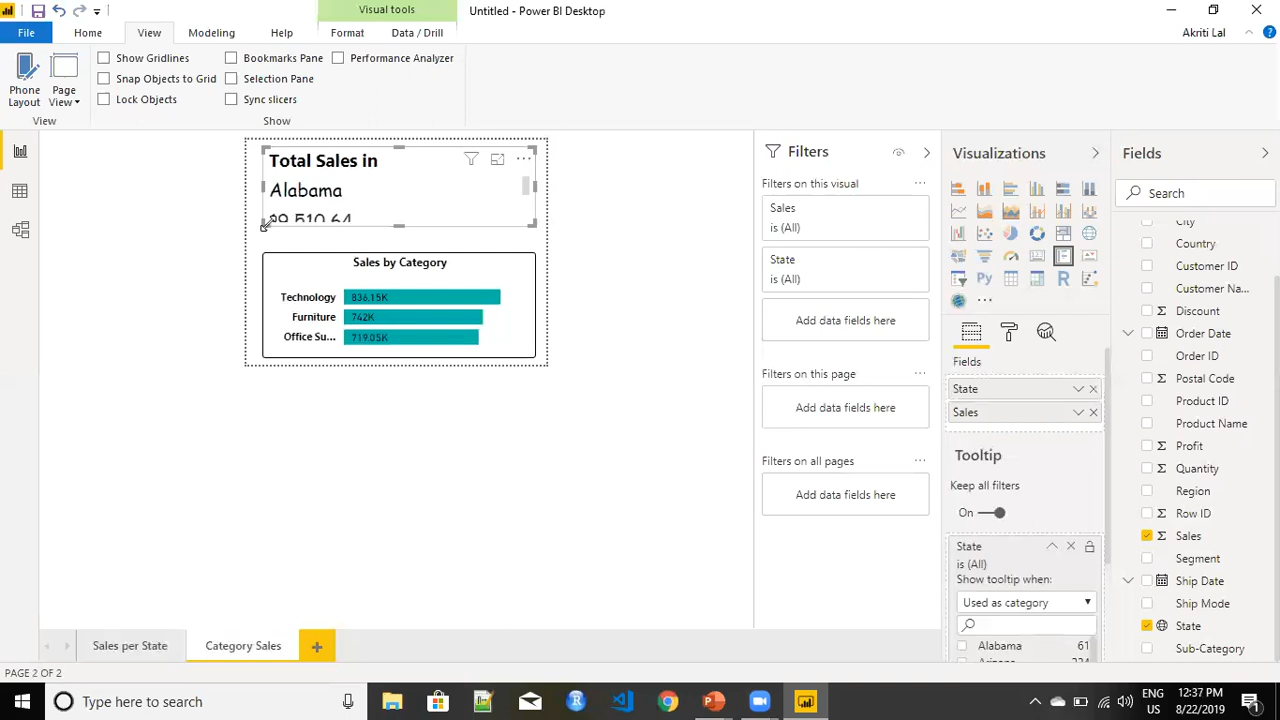 Visual tools
Untitled - Power BI Desktop
File
Home
View
Modeling
Help
Format
Data / Drill
Akriti Lal
Phone
Layout
Page
View
Show Gridlines
Snap Objects to Grid
Lock Objects
Bookmarks Pane
Selection Pane
Sync slicers
Performance Analyzer
View
Show
Total Sales in
Alabama
$9,510.64
Sales by Category
Technology 836.15K
Furniture 742K
Office Su... 719.05K
Filters
Filters on this visual
Sales
is (All)
State
is (All)
Add data fields here
Filters on this page
Add data fields here
Filters on all pages
Add data fields here
Visualizations
Py
R
Fields
State
Sales
Tooltip
Keep all filters
On
State
is (All)
Show tooltip when:
Used as category
Alabama 61
Fields
Search
City
Country
Customer ID
Customer Na...
Discount
Order Date
Order ID
Postal Code
Product ID
Product Name
Profit
Quantity
Region
Row ID
Sales
Segment
Ship Date
Ship Mode
State
Sub-Category
Sales per State
Category Sales
PAGE 2 OF 2
Type here to search
ENG
US
12:37 PM
8/22/2019